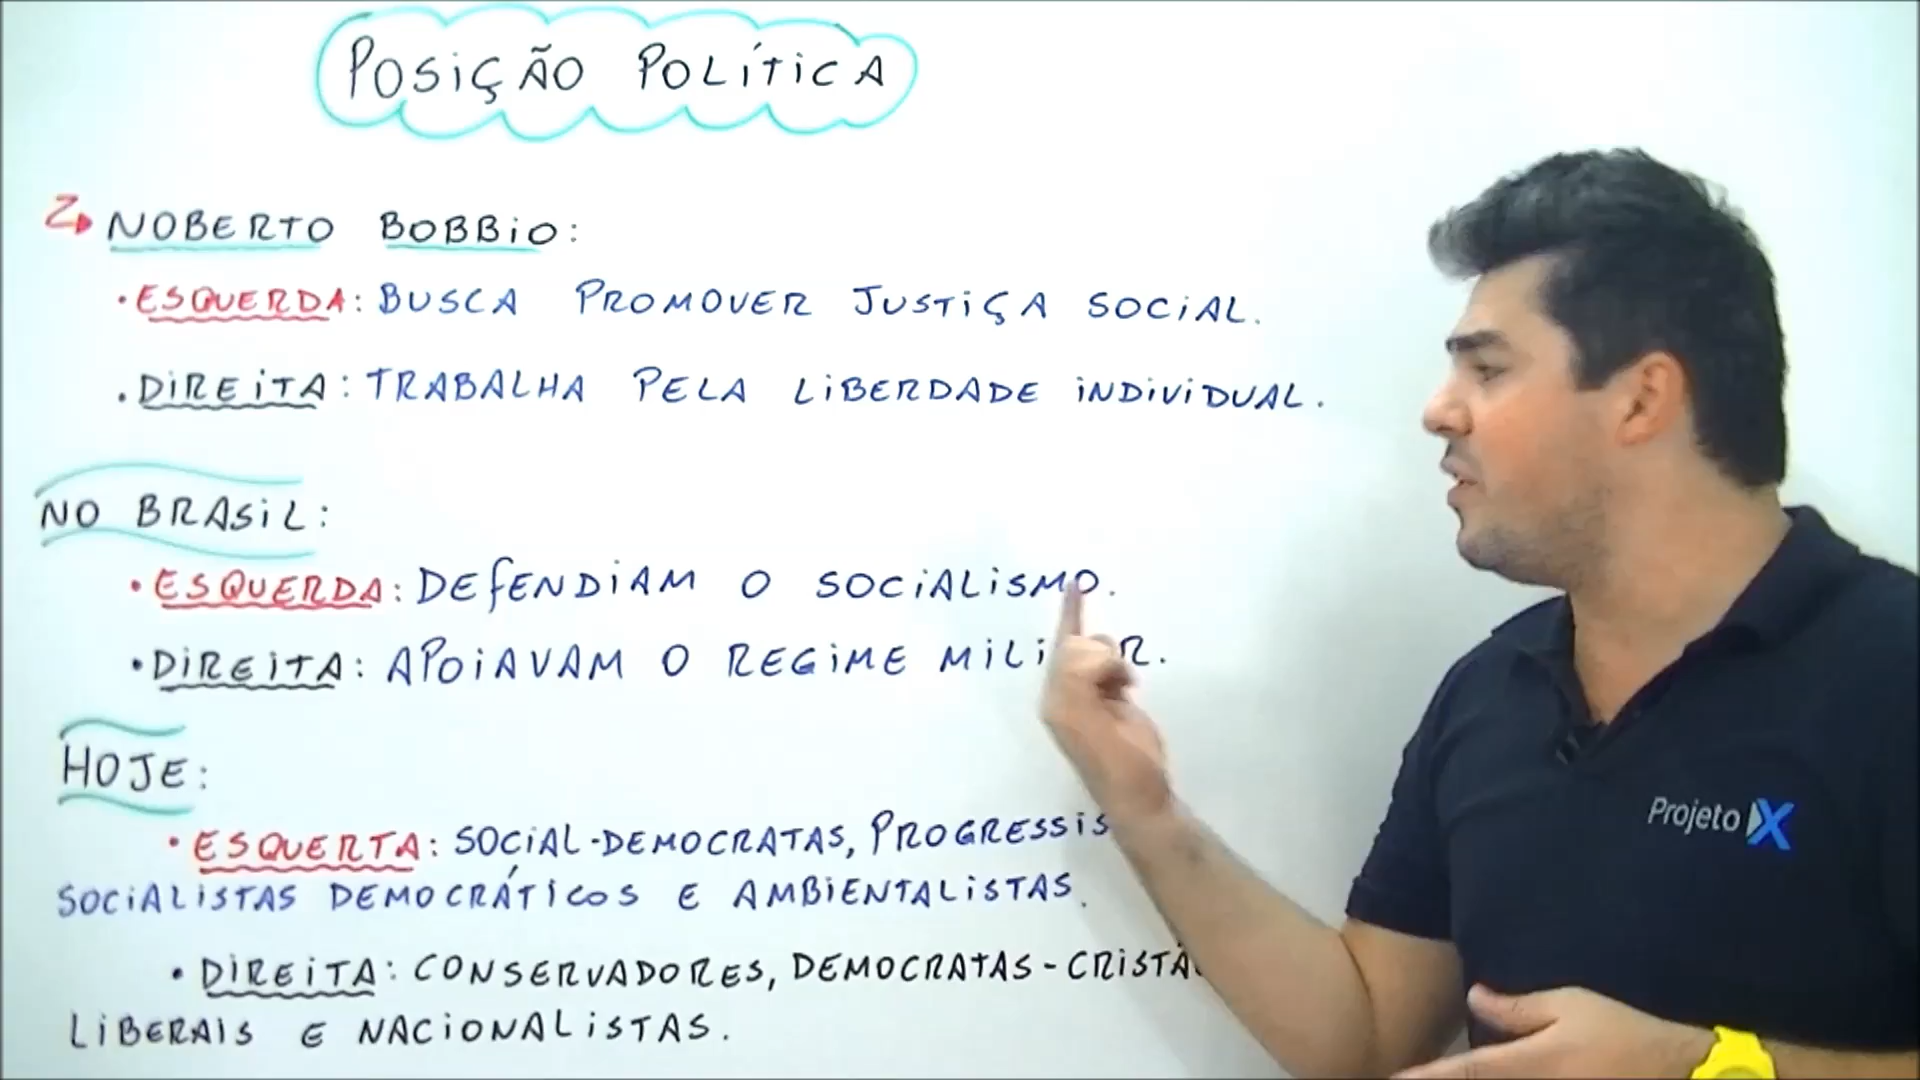 POSIÇÃO POLÍTICA
NOBERTO BOBBIO:
• ESQUERDA: BUSCA PROMOVER JUSTIÇA SOCIAL.
• DIREITA: TRABALHA PELA LIBERDADE INDIVIDUAL.
NO BRASIL:
• ESQUERDA: DEFENDIAM O SOCIALISMO.
• DIREITA: APOIAVAM O REGIME
HOJE:
• ESQUERTA: SOCIAL-DEMOCRATAS,
SOCIALISTAS DEMOCRÁTICOS E AMBIENTALISTAS.
• DIREITA: CONSERVADORES, DEMOCRATAS-
LIBERAIS E NACIONALISTAS.
Projeto X